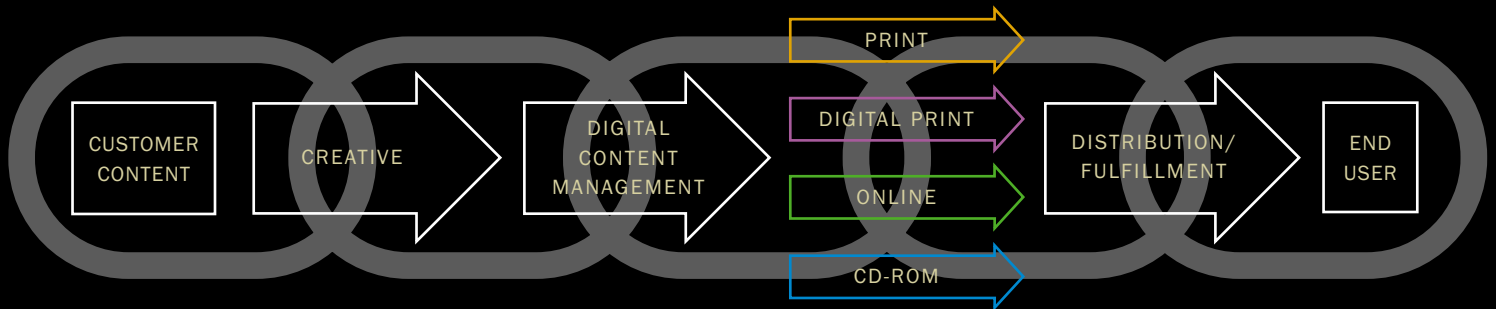 CUSTOMER
CONTENT
CREATIVE
DIGITAL
CONTENT
MANAGEMENT
PRINT
DIGITAL PRINT
ONLINE
CD-ROM
DISTRIBUTION/
FULFILLMENT
END
USER